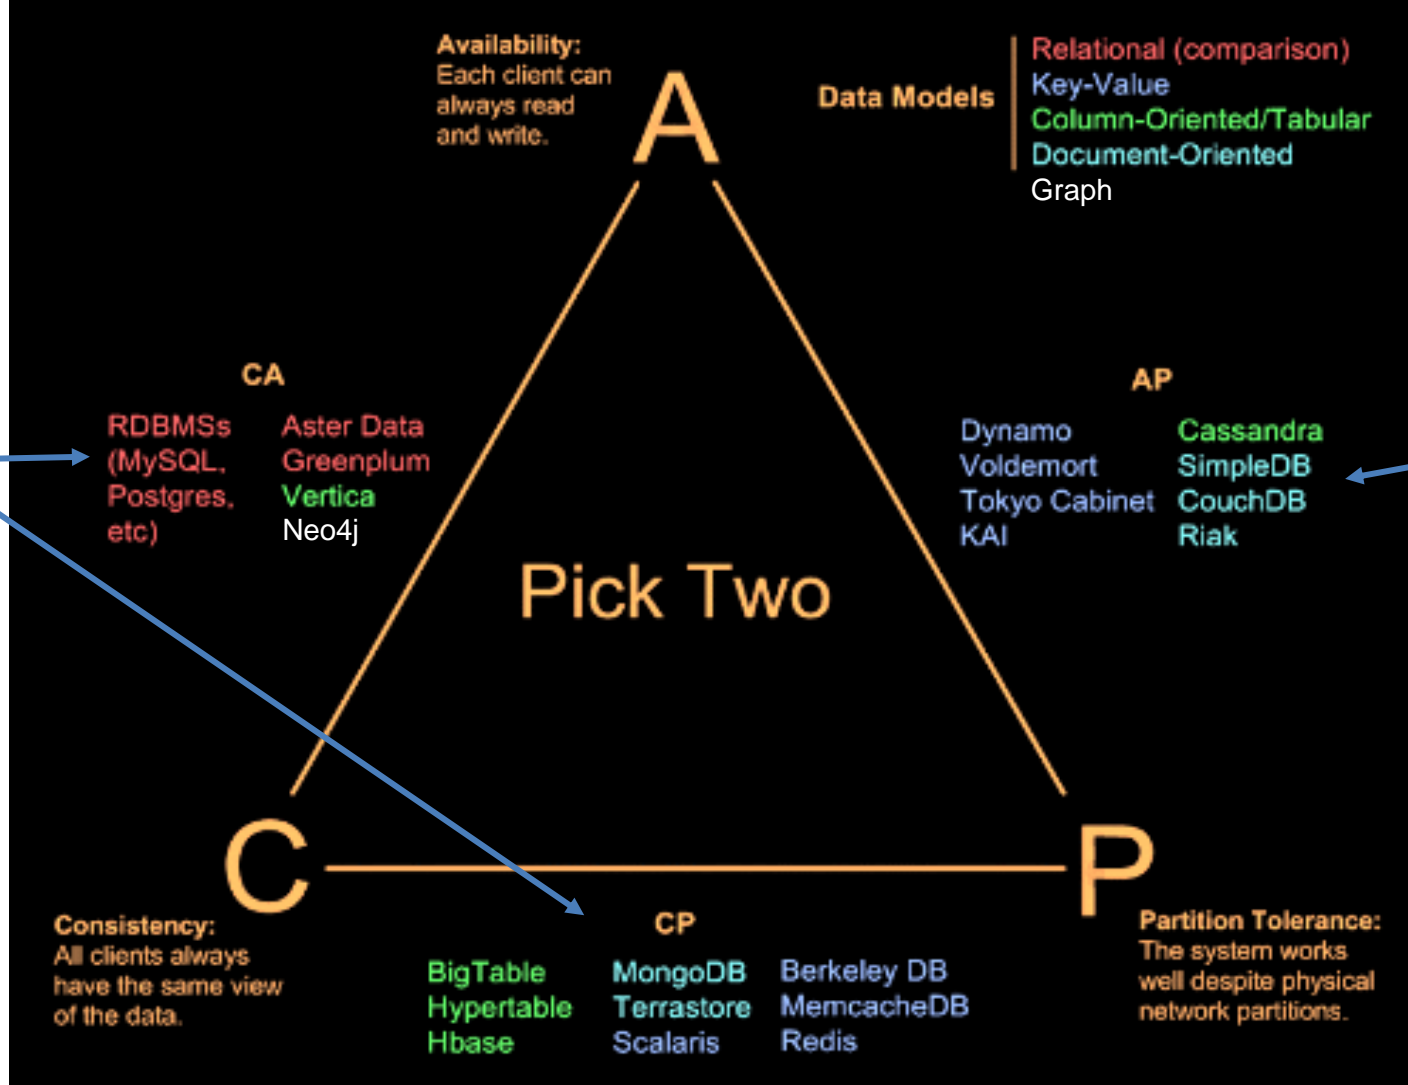 Availability:
Each client can
always read
and write.
A
Data Models
Relational (comparison)
Key-Value
Column-Oriented/Tabular
Document-Oriented
Graph
CA
RDBMSs
(MySQL,
Postgres,
etc)
Aster Data
Greenplum
Vertica
Neo4j
AP
Dynamo
Voldemort
Tokyo Cabinet
KAI
Cassandra
SimpleDB
CouchDB
Riak
Pick Two
C
Consistency:
All clients always
have the same view
of the data.
CP
BigTable
Hypertable
Hbase
MongoDB
Terrastore
Scalaris
Berkeley DB
MemcacheDB
Redis
P
Partition Tolerance:
The system works
well despite physical
network partitions.